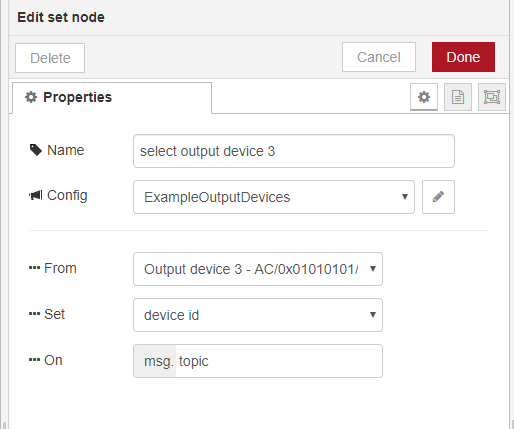 Edit set node
Delete Cancel Done
Properties
Name select output device 3
Config ExampleOutputDevices
From Output device 3 - AC/0x01010101/
Set device id
On msg. topic